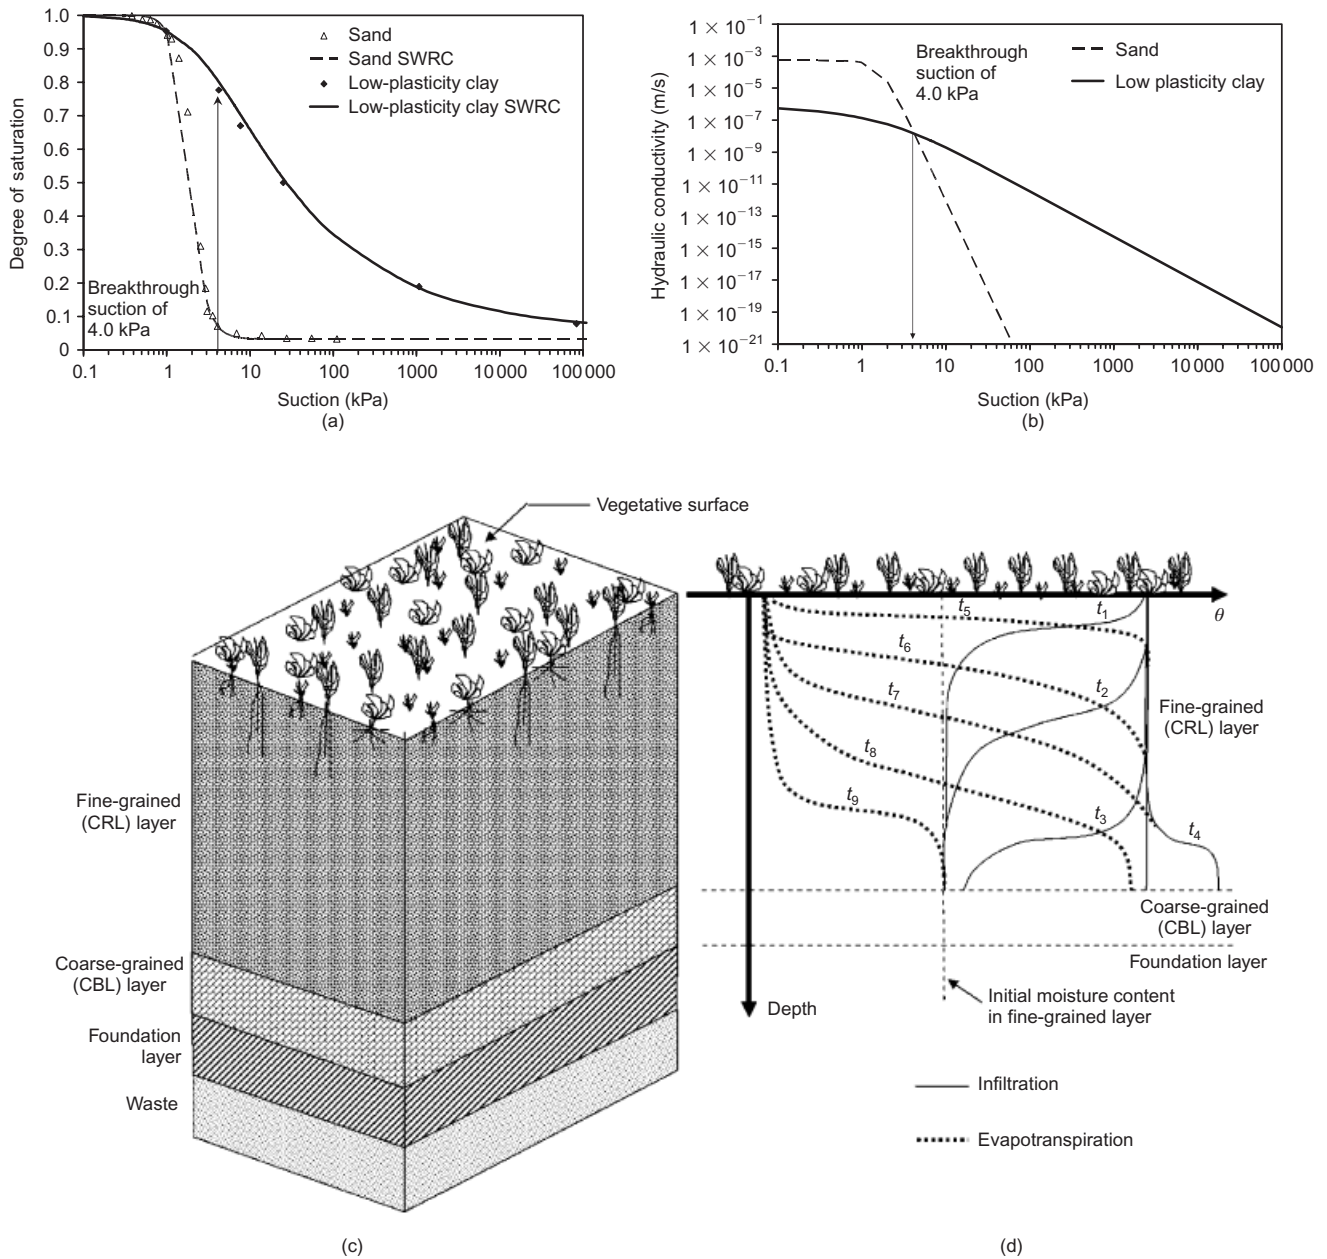 1.0
0.9
0.8
0.7
0.6
0.5
0.4
0.3
0.2
0.1
0
Degree of saturation
Sand
Sand SWRC
Low-plasticity clay
Low-plasticity clay SWRC
Breakthrough
suction of
4.0 kPa
0.1 1 10 100 1000 10 000 100 000
Suction (kPa)
(a)
1 × 10⁻¹
1 × 10⁻³
1 × 10⁻⁵
1 × 10⁻⁷
1 × 10⁻⁹
1 × 10⁻¹¹
1 × 10⁻¹³
1 × 10⁻¹⁵
1 × 10⁻¹⁷
1 × 10⁻¹⁹
1 × 10⁻²¹
Hydraulic conductivity (m/s)
Breakthrough
suction of
4.0 kPa
Sand
Low plasticity clay
0.1 1 10 100 1000 10 000 100 000
Suction (kPa)
(b)
Vegetative surface
Fine-grained
(CRL) layer
Coarse-grained
(CBL) layer
Foundation
layer
Waste
(c)
θ
t₅
t₁
t₆
t₇
t₂
t₈
t₉
t₃
t₄
Fine-grained
(CRL) layer
Coarse-grained
(CBL) layer
Foundation layer
Depth
Initial moisture content
in fine-grained layer
Infiltration
Evapotranspiration
(d)